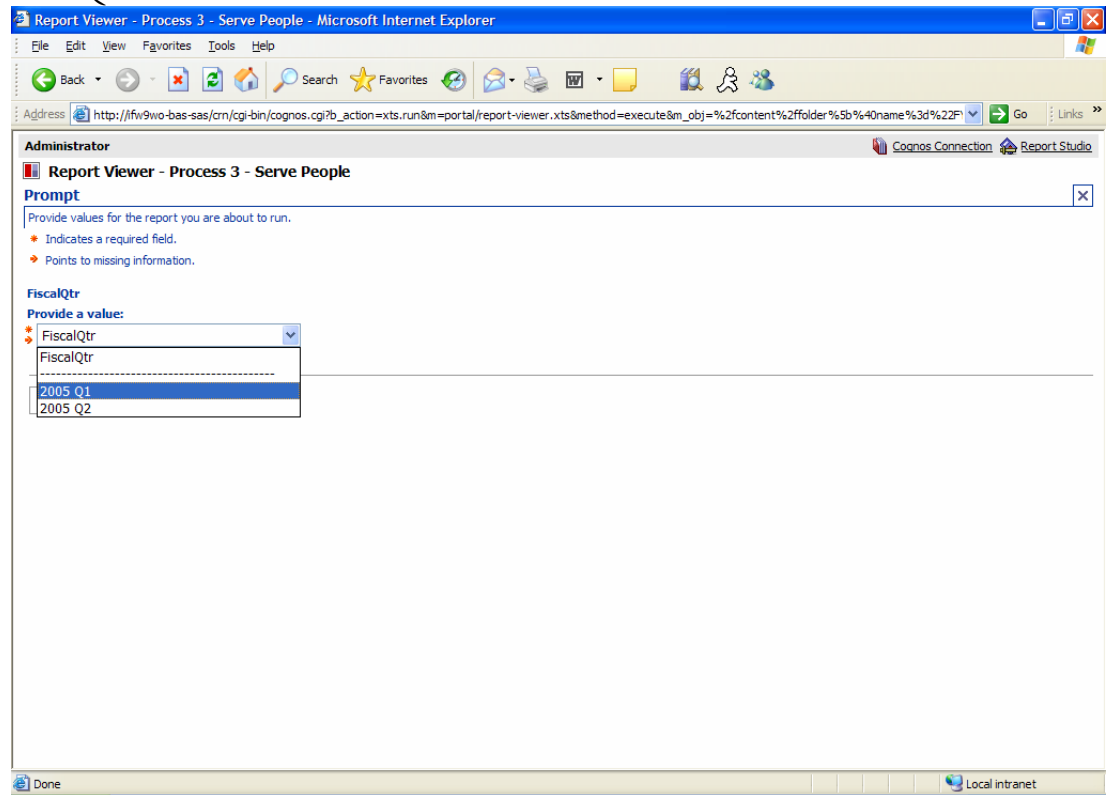 Report Viewer - Process 3 - Serve People - Microsoft Internet Explorer
File Edit View Favorites Tools Help
Back Search Favorites
Address http://ifw9wo-bas-sas/crn/cgi-bin/cognos.cgi?b_action=xts.run&m=portal/report-viewer.xts&method=execute&m_obj=%2fcontent%2ffolder%5b%40name%3d%22F Go Links »
Administrator Cognos Connection Report Studio
Report Viewer - Process 3 - Serve People
Prompt
Provide values for the report you are about to run.
* Indicates a required field.
Points to missing information.
FiscalQtr
Provide a value:
* FiscalQtr
FiscalQtr
--------------------------------------------
2005 Q1
2005 Q2
Done Local intranet